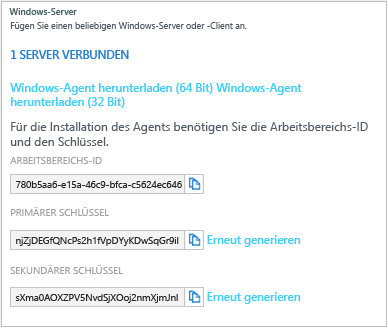 Windows-Server
Fügen Sie einen beliebigen Windows-Server oder -Client an.
1 SERVER VERBUNDEN
Windows-Agent herunterladen (64 Bit) Windows-Agent
herunterladen (32 Bit)
Für die Installation des Agents benötigen Sie die Arbeitsbereichs-ID
und den Schlüssel.
ARBEITSBEREICHS-ID
780b5aa6-e15a-46c9-bfca-c5624ec646
PRIMÄRER SCHLÜSSEL
njZjDEGfQNcPs2h1fVpDYyKDwSqGr9il Erneut generieren
SEKUNDÄRER SCHLÜSSEL
sXma0AOXZPV5NvdSjXOoj2nmXjmJnl Erneut generieren